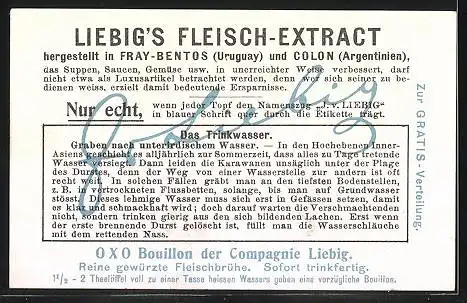 LIEBIG'S FLEISCH-EXTRACT
hergestellt in FRAY-BENTOS (Uruguay) und COLON (Argentinien),
das Suppen, Saucen, Gemüse usw. in unerreichter Weise verbessert, darf
nicht etwa als Luxusartikel betrachtet werden, denn wer sich seiner zu
bedienen weiss, erzielt damit bedeutende Ersparnisse.
Nur echt, wenn jeder Topf den Namenszug „J. v. LIEBIG"
in blauer Schrift quer durch die Etikette trägt.
Das Trinkwasser.
Graben nach unterirdischem Wasser. — In den Hochebenen Inner-
Asiens geschieht es alljährlich zur Sommerzeit, dass alles zu Tage tretende
Wasser versiegt. Dann leiden die Karawanen unsäglich unter der Plage
des Durstes, denn der Weg von einer Wasserstelle zur andern ist oft
recht weit. In solchen Fällen gräbt man an den tiefsten Bodenstellen,
z. B. in vertrockneten Flussbetten, solange, bis man auf Grundwasser
stösst. Dieses lehmige Wasser muss sich erst in Gefässen setzen, damit
es klar und schmackhaft wird; doch darauf warten die Verschmachtenden
nicht, sondern trinken gierig aus den sich bildenden Lachen. Erst wenn
der erste brennende Durst gelöscht ist, füllt man die Wasserschläuche
mit dem rettenden Nass.
Zur GRATIS-Verteilung.
OXO Bouillon der Compagnie Liebig.
Reine gewürzte Fleischbrühe. Sofort trinkfertig.
1½ - 2 Theelöffel voll zu einer Tasse heissen Wassers geben eine vorzügliche Bouillon.
J v Liebig